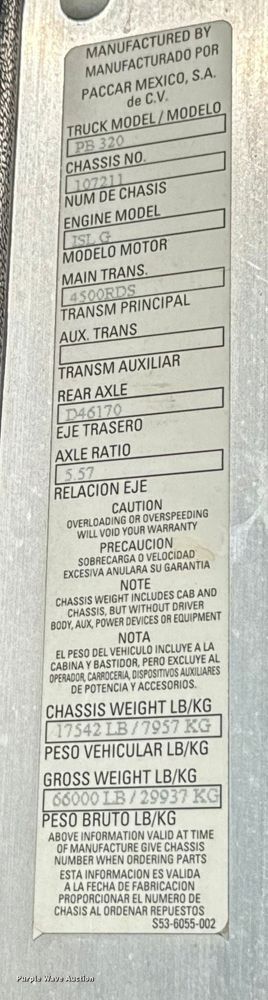 MANUFACTURED BY
MANUFACTURADO POR
PACCAR MEXICO, S.A.
de C.V.
TRUCK MODEL / MODELO
PB 320
CHASSIS NO.
107211
NUM DE CHASIS
ENGINE MODEL
ISL G
MODELO MOTOR
MAIN TRANS.
4500RDS
TRANSM PRINCIPAL
AUX. TRANS
TRANSM AUXILIAR
REAR AXLE
D46170
EJE TRASERO
AXLE RATIO
5.57
RELACION EJE
CAUTION
OVERLOADING OR OVERSPEEDING
WILL VOID YOUR WARRANTY
PRECAUCION
SOBRECARGA O VELOCIDAD
EXCESIVA ANULARA SU GARANTIA
NOTE
CHASSIS WEIGHT INCLUDES CAB AND
CHASSIS, BUT WITHOUT DRIVER
BODY, AUX, POWER DEVICES OR EQUIPMENT
NOTA
EL PESO DEL VEHICULO INCLUYE A LA
CABINA Y BASTIDOR, PERO EXCLUYE AL
OPERADOR, CARROCERIA, DISPOSITIVOS AUXILIARES
DE POTENCIA Y ACCESORIOS.
CHASSIS WEIGHT LB/KG
17542 LB / 7957 KG
PESO VEHICULAR LB/KG
GROSS WEIGHT LB/KG
66000 LB / 29937 KG
PESO BRUTO LB/KG
ABOVE INFORMATION VALID AT TIME
OF MANUFACTURE GIVE CHASSIS
NUMBER WHEN ORDERING PARTS
ESTA INFORMACION ES VALIDA
A LA FECHA DE FABRICACION
PROPORCIONAR EL NUMERO DE
CHASIS AL ORDENAR REPUESTOS
S53-6055-002
Purple Wave Auction